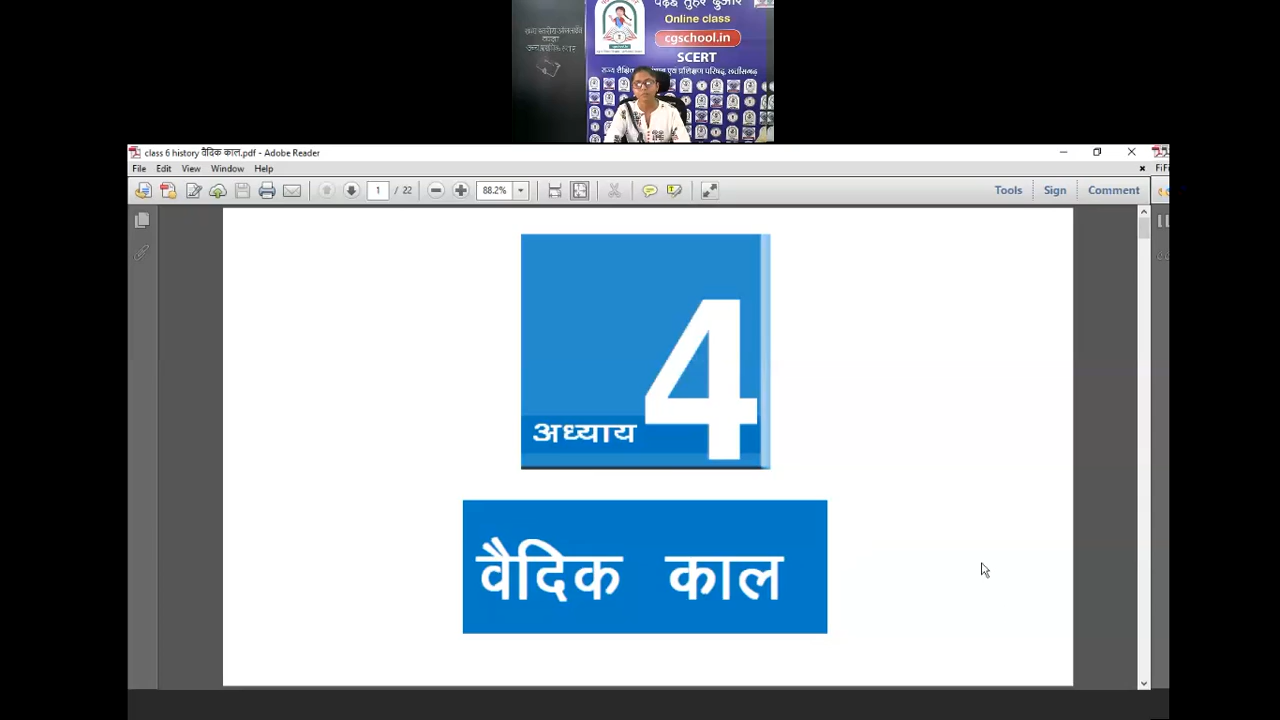 पढ़ई तुंहर दुआर
Online class
cgschool.in
SCERT
class 6 history वैदिक काल.pdf - Adobe Reader
File Edit View Window Help
1 / 22 88.2% Tools Sign Comment
अध्याय 4
वैदिक काल